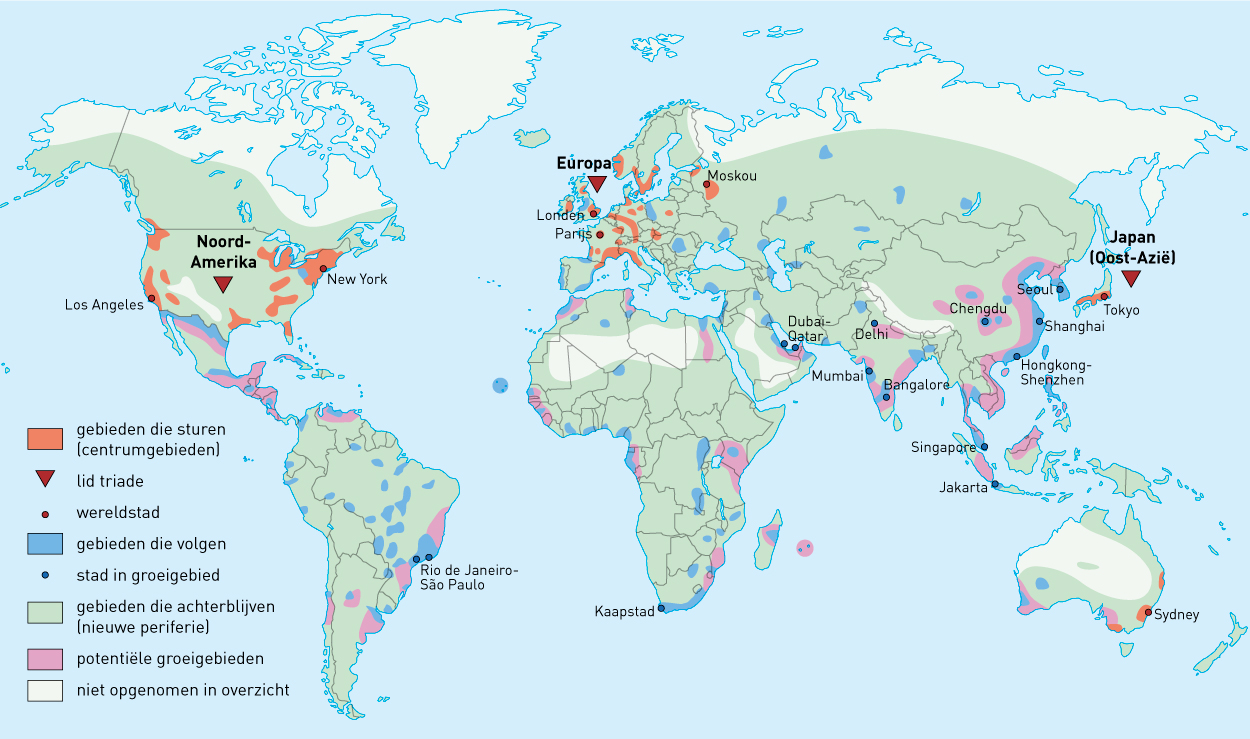 Europa
Moskou
Londen
Parijs
Noord-
Amerika
New York
Los Angeles
Japan
(Oost-Azië)
Seoul
Tokyo
Chengdu
Shanghai
Dubai-
Qatar
Delhi
Hongkong-
Shenzhen
Mumbai
Bangalore
Singapore
Jakarta
Rio de Janeiro-
São Paulo
Kaapstad
Sydney
gebieden die sturen
(centrumgebieden)
lid triade
wereldstad
gebieden die volgen
stad in groeigebied
gebieden die achterblijven
(nieuwe periferie)
potentiële groeigebieden
niet opgenomen in overzicht